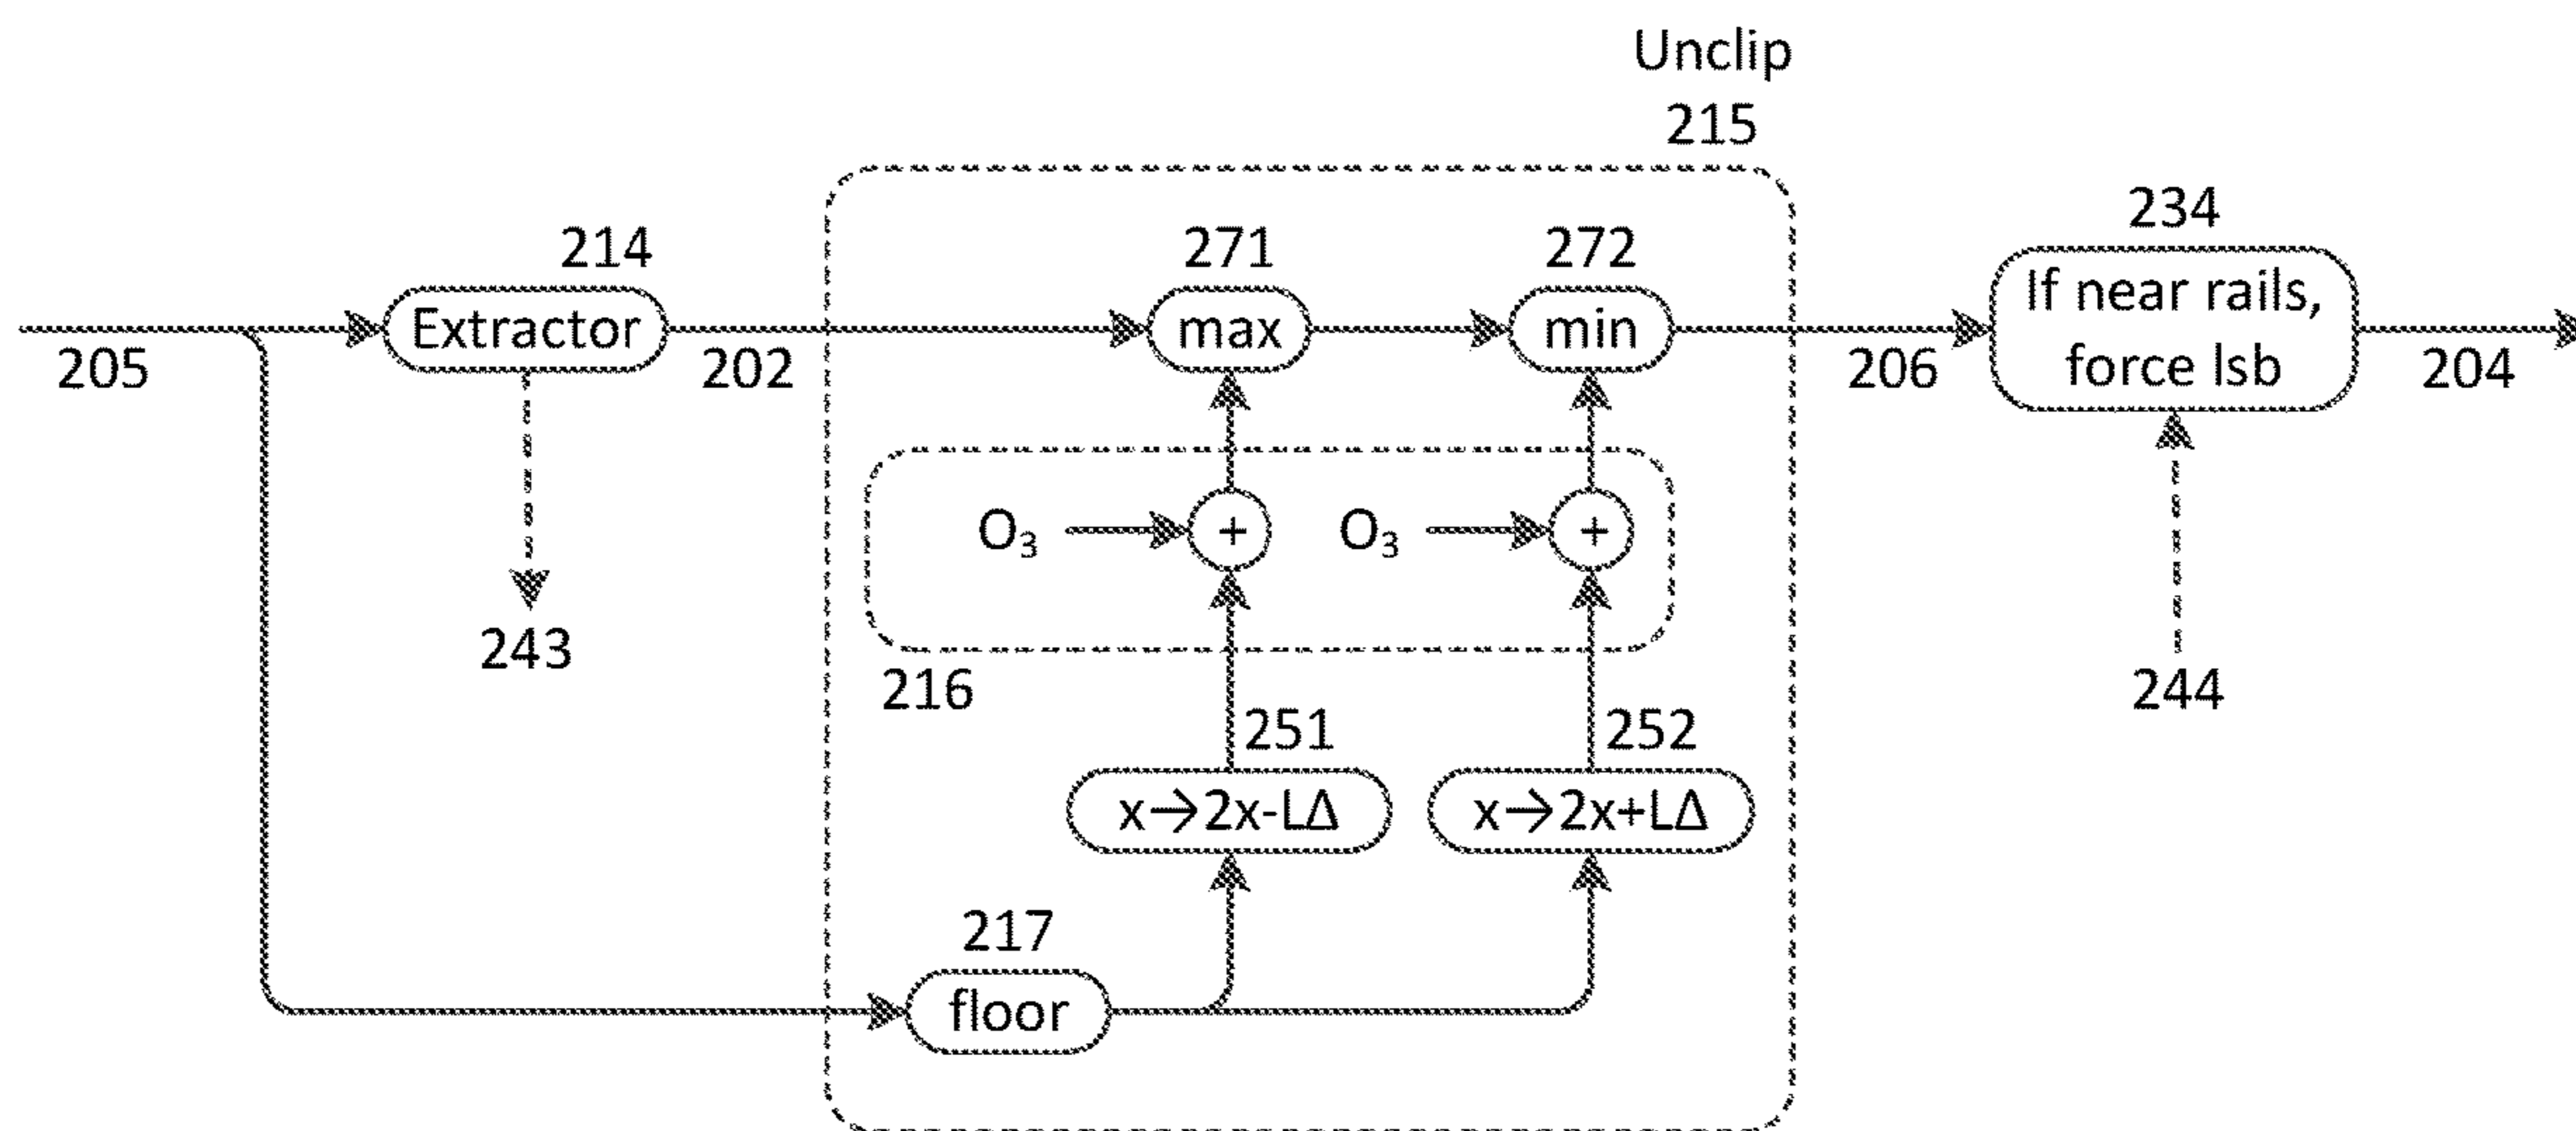 Unclip
215
234
214
271
272
If near rails,
force lsb
Extractor
max
min
205
202
206
204
O₃
+
O₃
+
243
216
244
251
252
x→2x-LΔ
x→2x+LΔ
217
floor